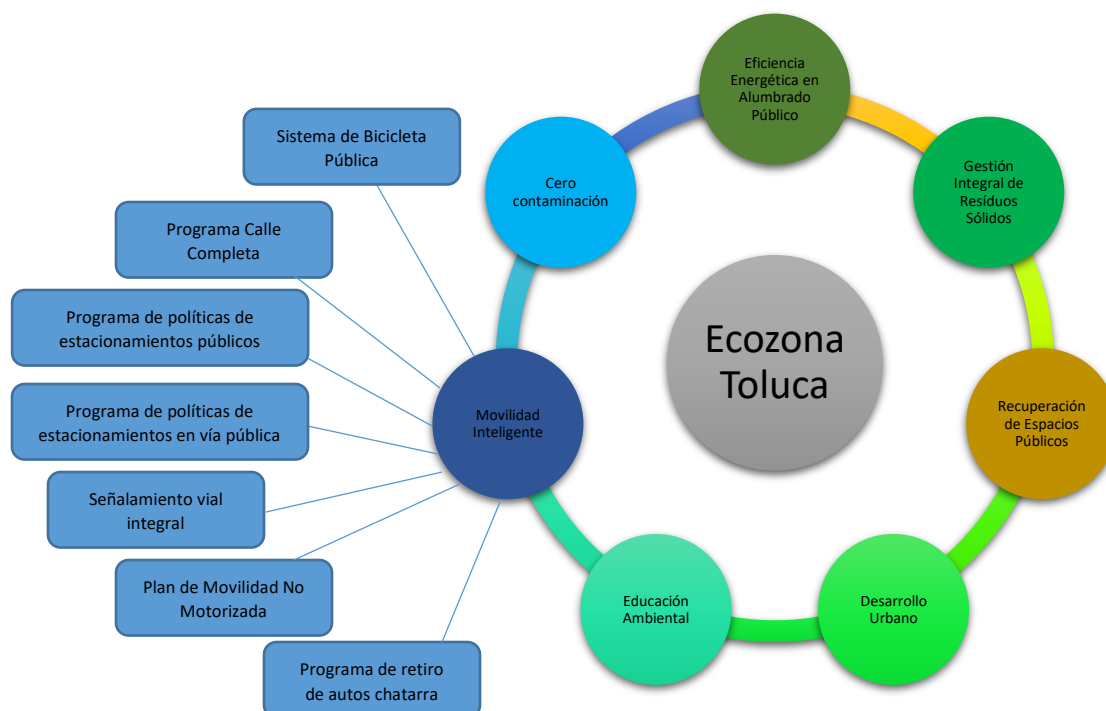 Eficiencia
Energética en
Alumbrado
Público
Sistema de Bicicleta
Pública
Cero
contaminación
Gestión
Integral de
Resíduos
Sólidos
Programa Calle
Completa
Programa de políticas de
estacionamientos públicos
Ecozona
Toluca
Programa de políticas de
estacionamientos en vía pública
Movilidad
Inteligente
Recuperación
de Espacios
Públicos
Señalamiento vial
integral
Plan de Movilidad No
Motorizada
Educación
Ambiental
Desarrollo
Urbano
Programa de retiro
de autos chatarra